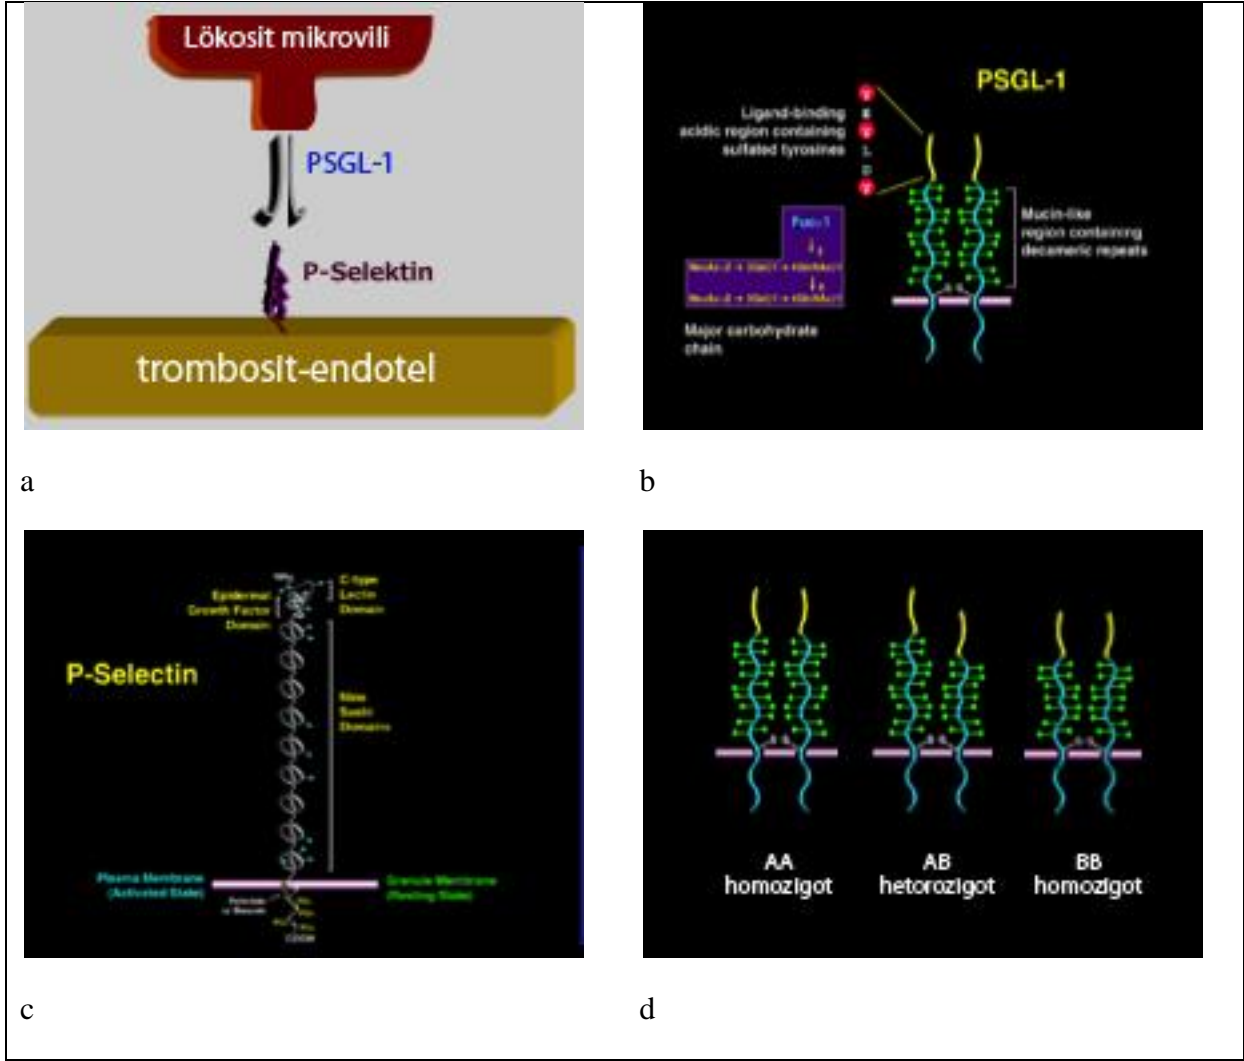 Lökosit mikrovili
PSGL-1
P-Selektin
trombosit-endotel
a
PSGL-1
Ligand-binding
acidic region containing
sulfated tyrosines
Mucin-like
region containing
decameric repeats
Major carbohydrate
chain
b
P-Selectin
Epidermal
Growth Factor
Domain
C-type
Lectin
Domain
Nine
Sushi
Domains
Plasma Membrane
(Activated State)
Granule Membrane
(Resting State)
COOH
c
AA
homozigot
AB
hetorozigot
BB
homozigot
d